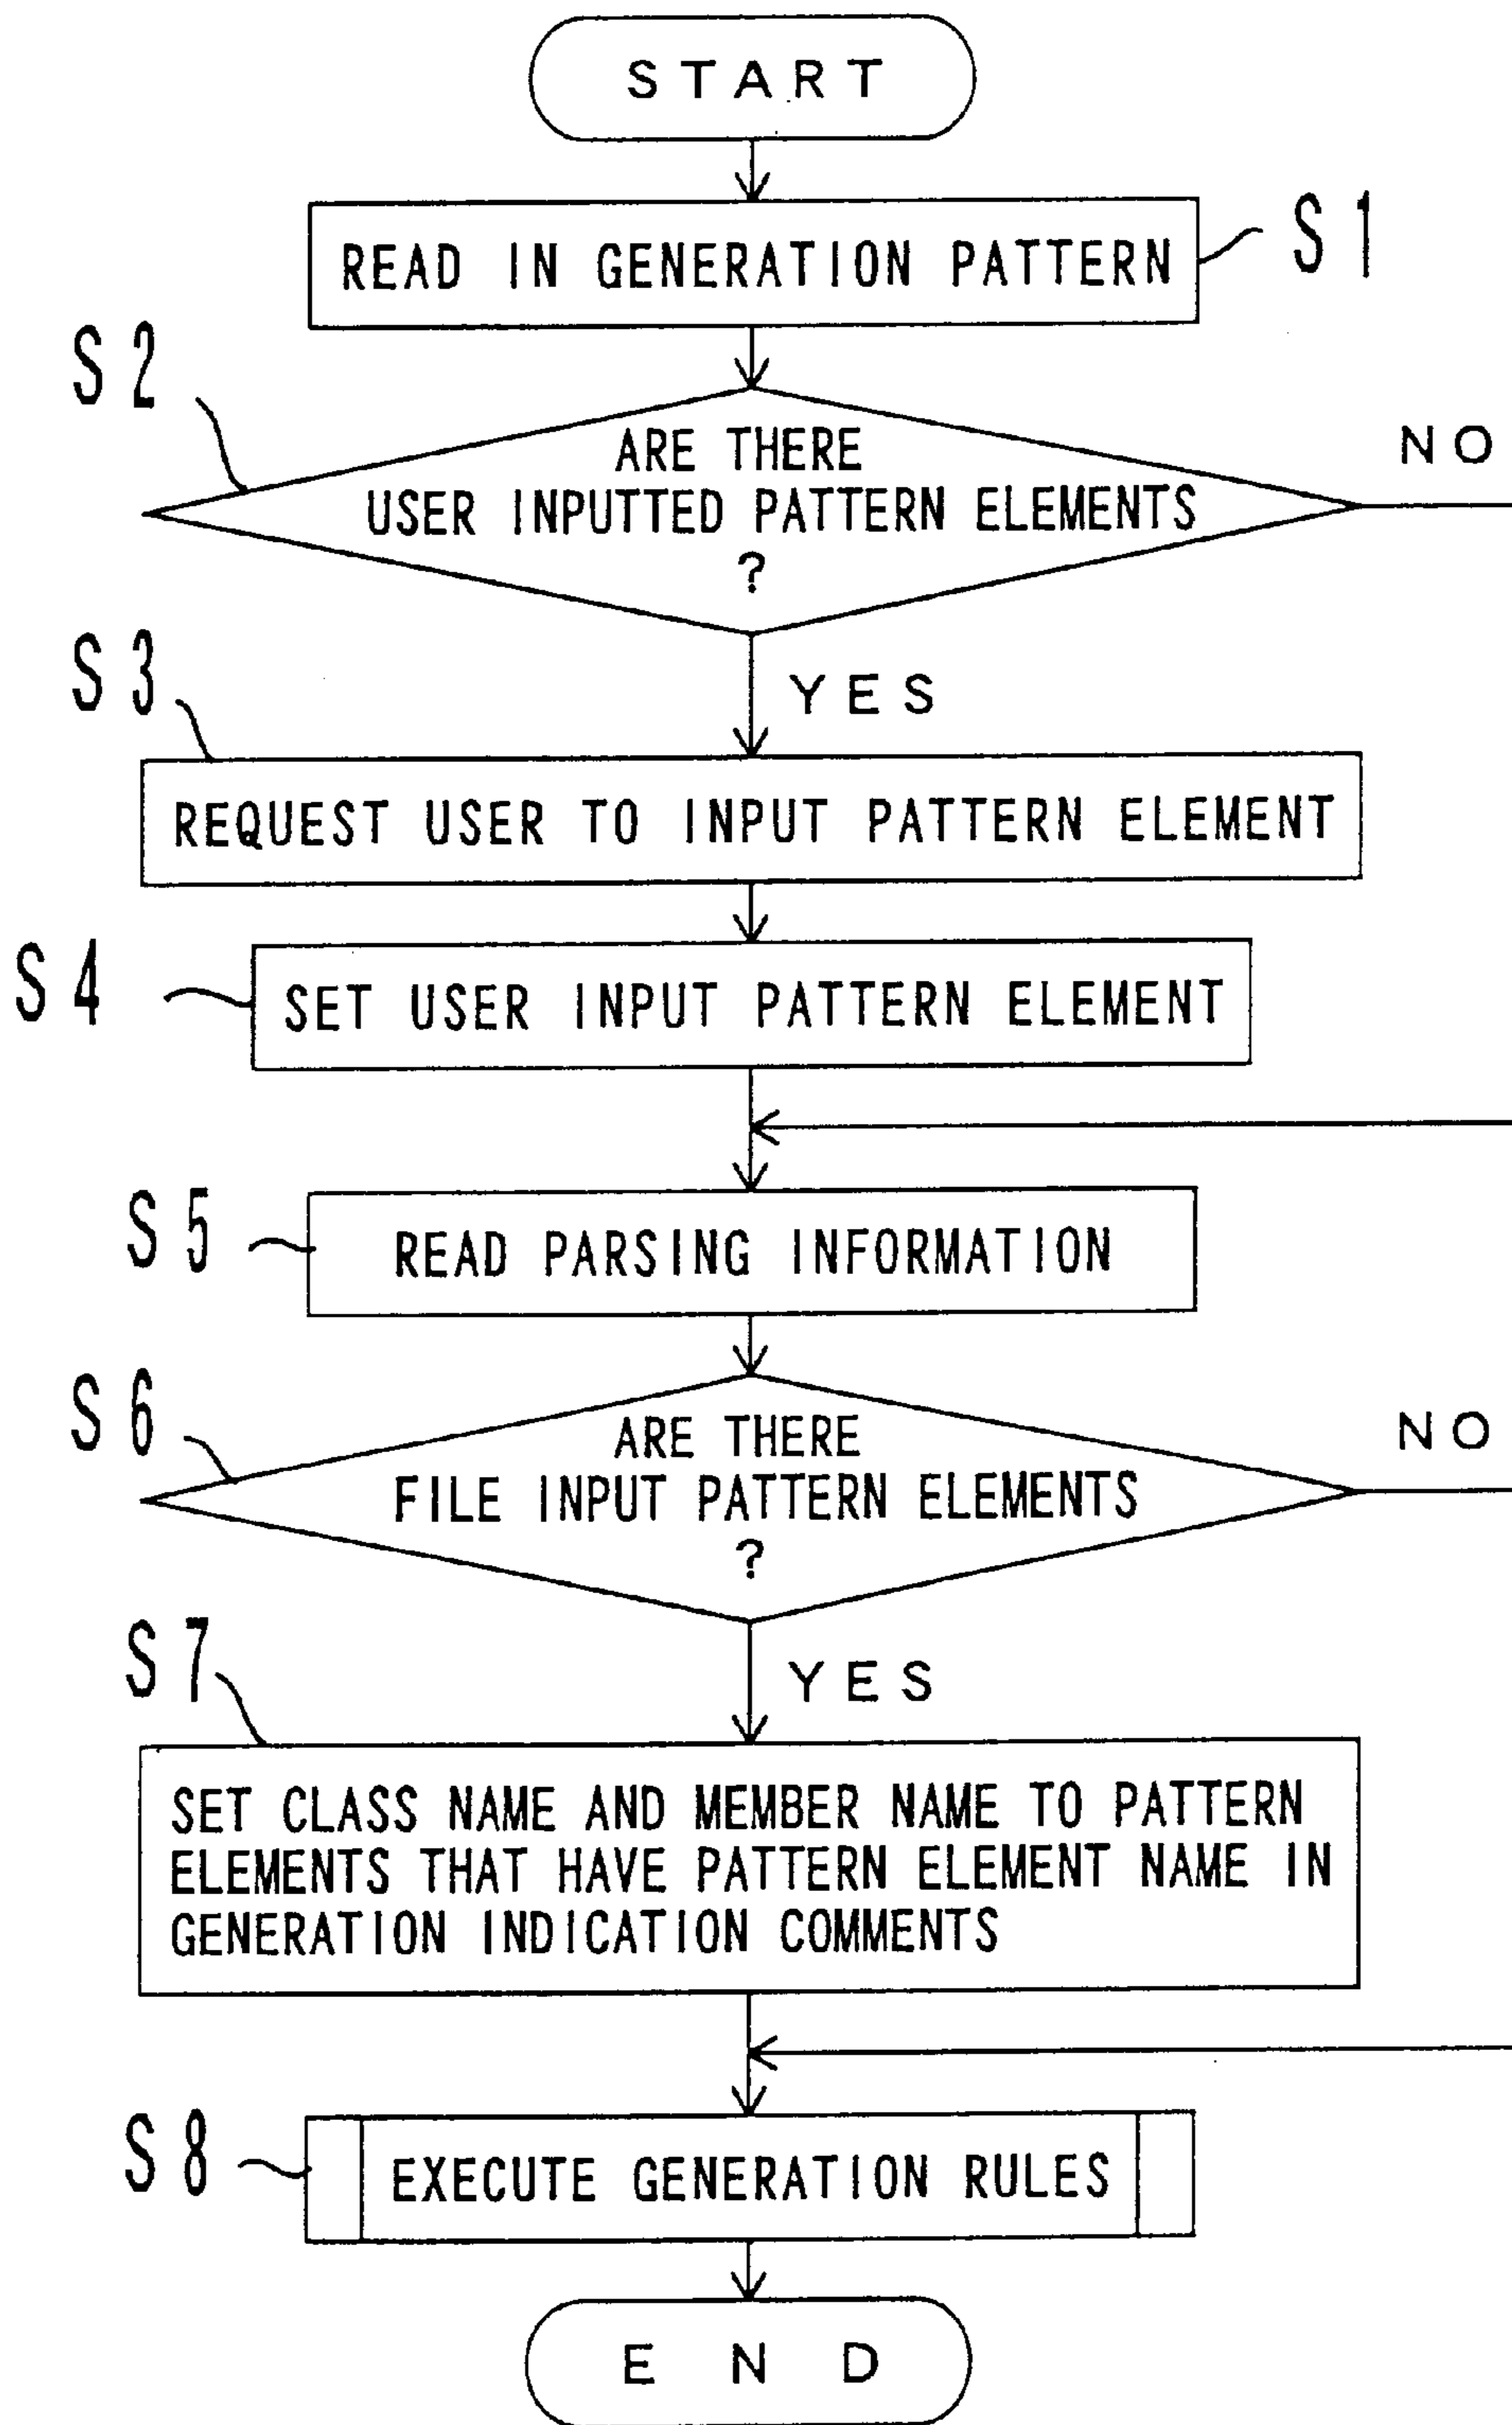 START
READ IN GENERATION PATTERN
S1
S2
ARE THERE
USER INPUTTED PATTERN ELEMENTS
?
NO
YES
S3
REQUEST USER TO INPUT PATTERN ELEMENT
S4
SET USER INPUT PATTERN ELEMENT
S5
READ PARSING INFORMATION
S6
ARE THERE
FILE INPUT PATTERN ELEMENTS
?
NO
YES
S7
SET CLASS NAME AND MEMBER NAME TO PATTERN
ELEMENTS THAT HAVE PATTERN ELEMENT NAME IN
GENERATION INDICATION COMMENTS
S8
EXECUTE GENERATION RULES
END